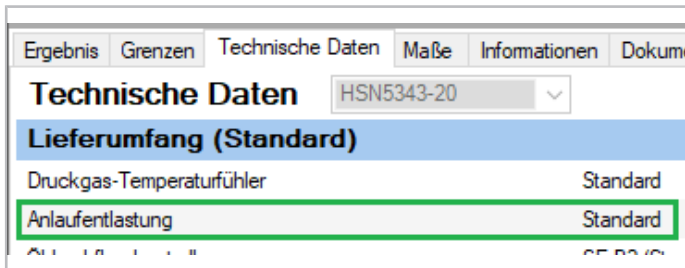 Ergebnis Grenzen Technische Daten Maße Informationen
Technische Daten HSN5343-20
Lieferumfang (Standard)
Druckgas-Temperaturfühler Standard
Anlaufentlastung Standard